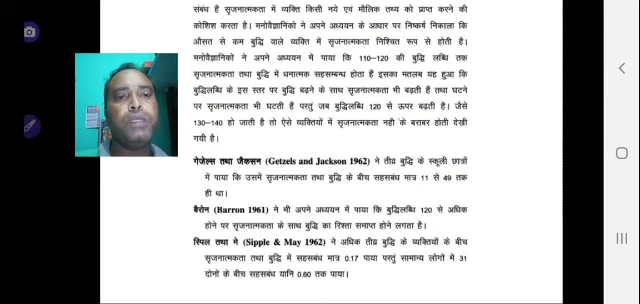 संबंध हैं सृजनात्मकता में व्यक्ति किसी नये एवं मौलिक तथ्य को प्राप्त करने की
कोशिश करता है। मनोवैज्ञानिकों ने अपने अध्ययन के आधार पर निष्कर्ष निकाला कि
औसत से कम बुद्धि वाले व्यक्ति में सृजनात्मकता निश्चित रूप से होती है।
मनोवैज्ञानिकों ने अपने अध्ययन में पाया कि 110–120 की बुद्धि लब्धि तक
सृजनात्मकता तथा बुद्धि में धनात्मक सहसम्बन्ध होता हैं इसका मतलब यह हुआ कि
बुद्धिलब्धि के इस स्तर पर बुद्धि बढ़ने के साथ सृजनात्मकता भी बढ़ती हैं तथा घटने
पर सृजनात्मकता भी घटती हैं परतुं जब बुद्धिलब्धि 120 से ऊपर बढ़ती है। जैसे
130–140 हो जाती है तो ऐसे व्यक्तियों में सृजनात्मकता नही के बराबर होती देखी
गयी है।
गेजेल्स तथा जैकसन (Getzels and Jackson 1962) ने तीव्र बुद्धि के स्कूली छात्रों
में पाया कि उसमें सृजनात्मकता तथा बुद्धि के बीच सहसबंध मात्र 11 से 49 तक
ही था।
बैरोन (Barron 1961) ने भी अपने अध्ययन में पाया कि बुद्धिलब्धि 120 से अधिक
होने पर सृजनात्मकता के साथ बुद्धि का रिश्ता समाप्त होने लगता है।
स्पिल तथा मे (Sipple & May 1962) ने अधिक तीव्र बुद्धि के व्यक्तियों के बीच
सृजनात्मकता तथा बुद्धि में सहसबंध मात्र 0.17 पाया परतुं सामान्य लोगों में 31
दोनों के बीच सहसबंध यानि 0.60 तक पाया।